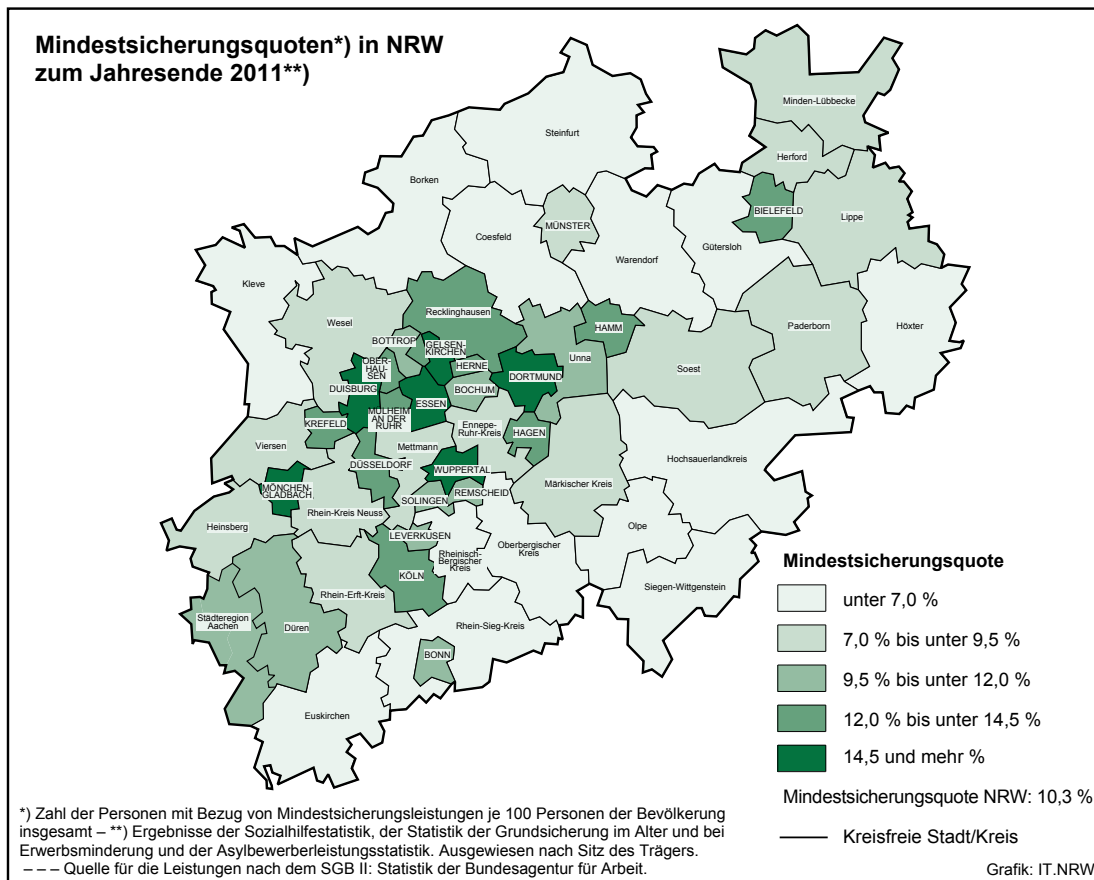 Mindestsicherungsquoten*) in NRW
zum Jahresende 2011**)
Minden-Lübbecke
Steinfurt
Herford
Borken
BIELEFELD
Lippe
MÜNSTER
Coesfeld
Gütersloh
Warendorf
Kleve
Höxter
Recklinghausen
Wesel
Paderborn
HAMM
BOTTROP
GELSEN-
KIRCHEN
Unna
OBER-
HAU-
SEN
HERNE
Soest
DORTMUND
DUISBURG
BOCHUM
ESSEN
MÜLHEIM
AN DER
RUHR
KREFELD
Ennepe-
Ruhr-Kreis
HAGEN
Viersen
Mettmann
Hochsauerlandkreis
DÜSSELDORF
WUPPERTAL
Märkischer Kreis
MÖNCHEN-
GLADBACH
REMSCHEID
SOLINGEN
Rhein-Kreis Neuss
Heinsberg
Olpe
LEVERKUSEN
Oberbergischer
Kreis
Rheinisch-
Bergischer
Kreis
KÖLN
Siegen-Wittgenstein
Rhein-Erft-Kreis
Städteregion
Aachen
Düren
Rhein-Sieg-Kreis
BONN
Euskirchen
Mindestsicherungsquote
unter 7,0 %
7,0 % bis unter 9,5 %
9,5 % bis unter 12,0 %
12,0 % bis unter 14,5 %
14,5 und mehr %
Mindestsicherungsquote NRW: 10,3 %
Kreisfreie Stadt/Kreis
*) Zahl der Personen mit Bezug von Mindestsicherungsleistungen je 100 Personen der Bevölkerung
insgesamt – **) Ergebnisse der Sozialhilfestatistik, der Statistik der Grundsicherung im Alter und bei
Erwerbsminderung und der Asylbewerberleistungsstatistik. Ausgewiesen nach Sitz des Trägers.
– – – Quelle für die Leistungen nach dem SGB II: Statistik der Bundesagentur für Arbeit.
Grafik: IT.NRW